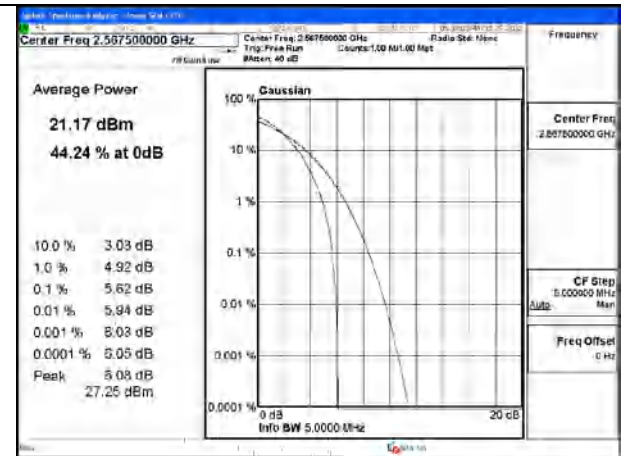 Center Freq 2.567500000 GHz
Center Freq: 2.567500000 GHz
Radio Std: None
Trig: Free Run
Counts:1.00 M/1.00 Mpt
#Atten: 40 dB
Frequency
Average Power
21.17 dBm
44.24 % at 0dB
10.0 % 3.03 dB
1.0 % 4.92 dB
0.1 % 5.62 dB
0.01 % 5.94 dB
0.001 % 6.03 dB
0.0001 % 6.05 dB
Peak 6.08 dB
27.25 dBm
Gaussian
100 %
10 %
1 %
0.1 %
0.01 %
0.001 %
0.0001 %
0 dB
20 dB
Info BW 5.0000 MHz
Center Freq
2.567500000 GHz
CF Step
5.000000 MHz
Auto Man
Freq Offset
0 Hz